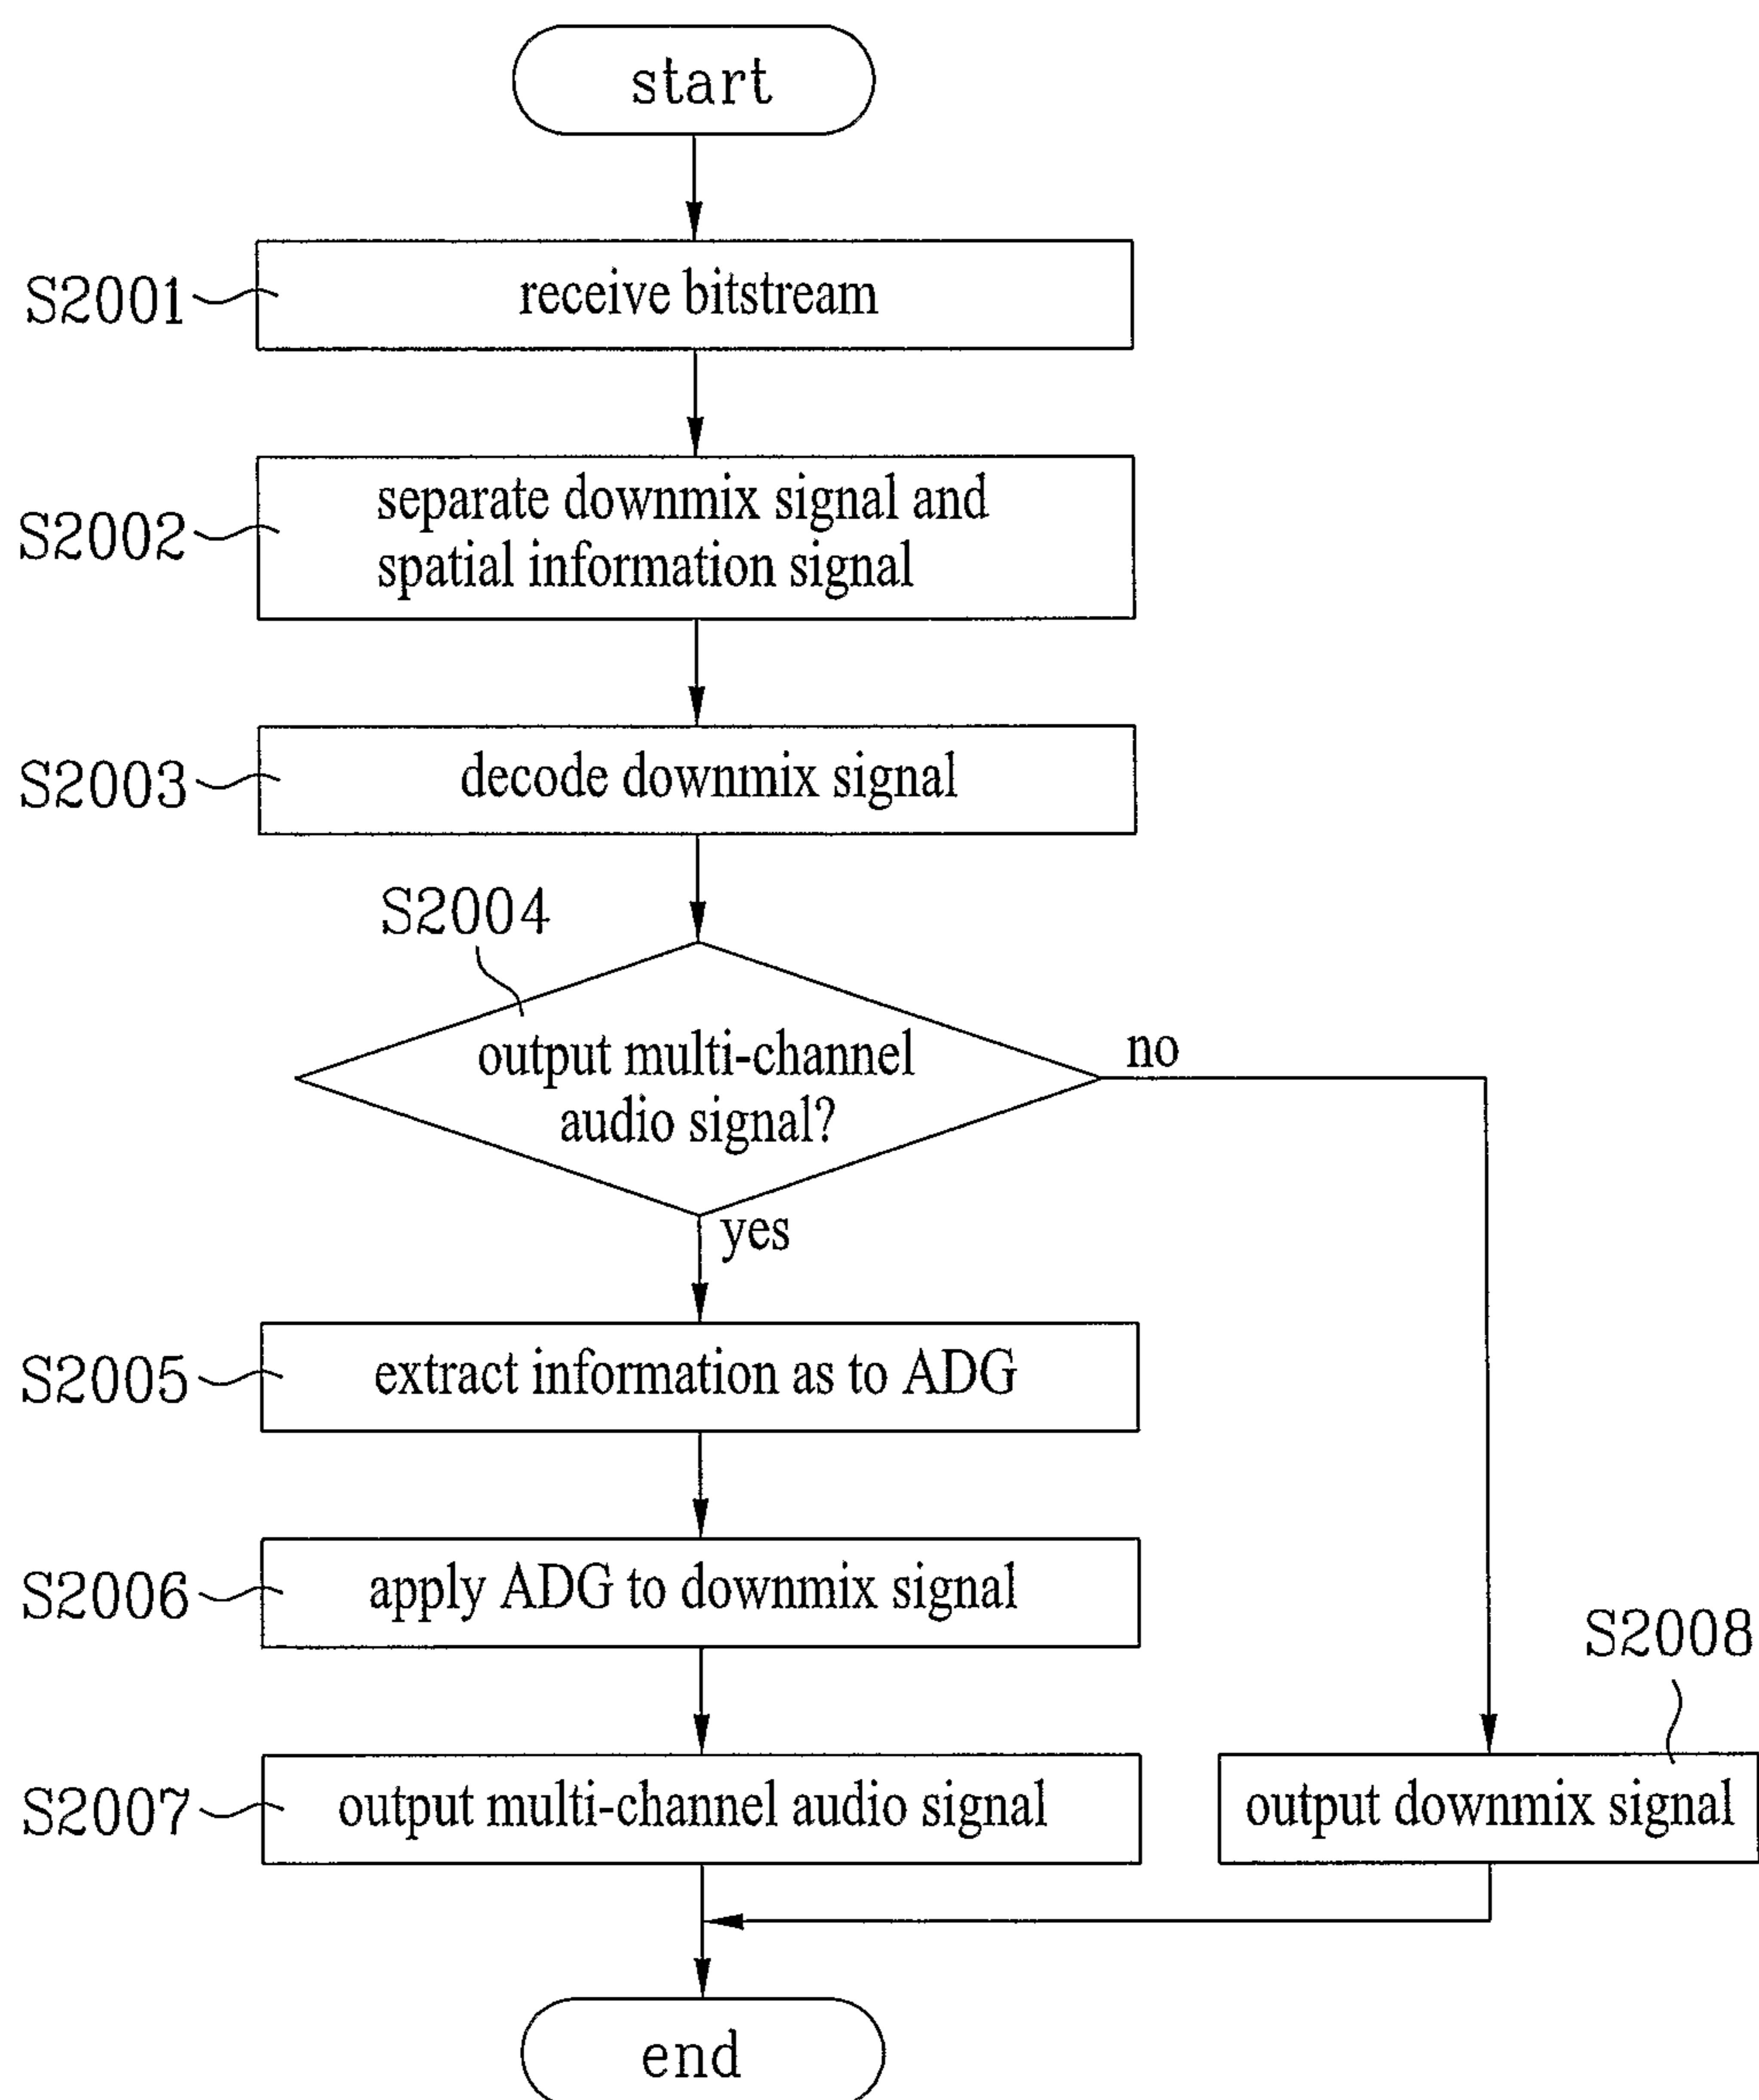 start
S2001
receive bitstream
S2002
separate downmix signal and
spatial information signal
S2003
decode downmix signal
S2004
output multi-channel
audio signal?
no
yes
S2005
extract information as to ADG
S2006
apply ADG to downmix signal
S2008
S2007
output multi-channel audio signal
output downmix signal
end